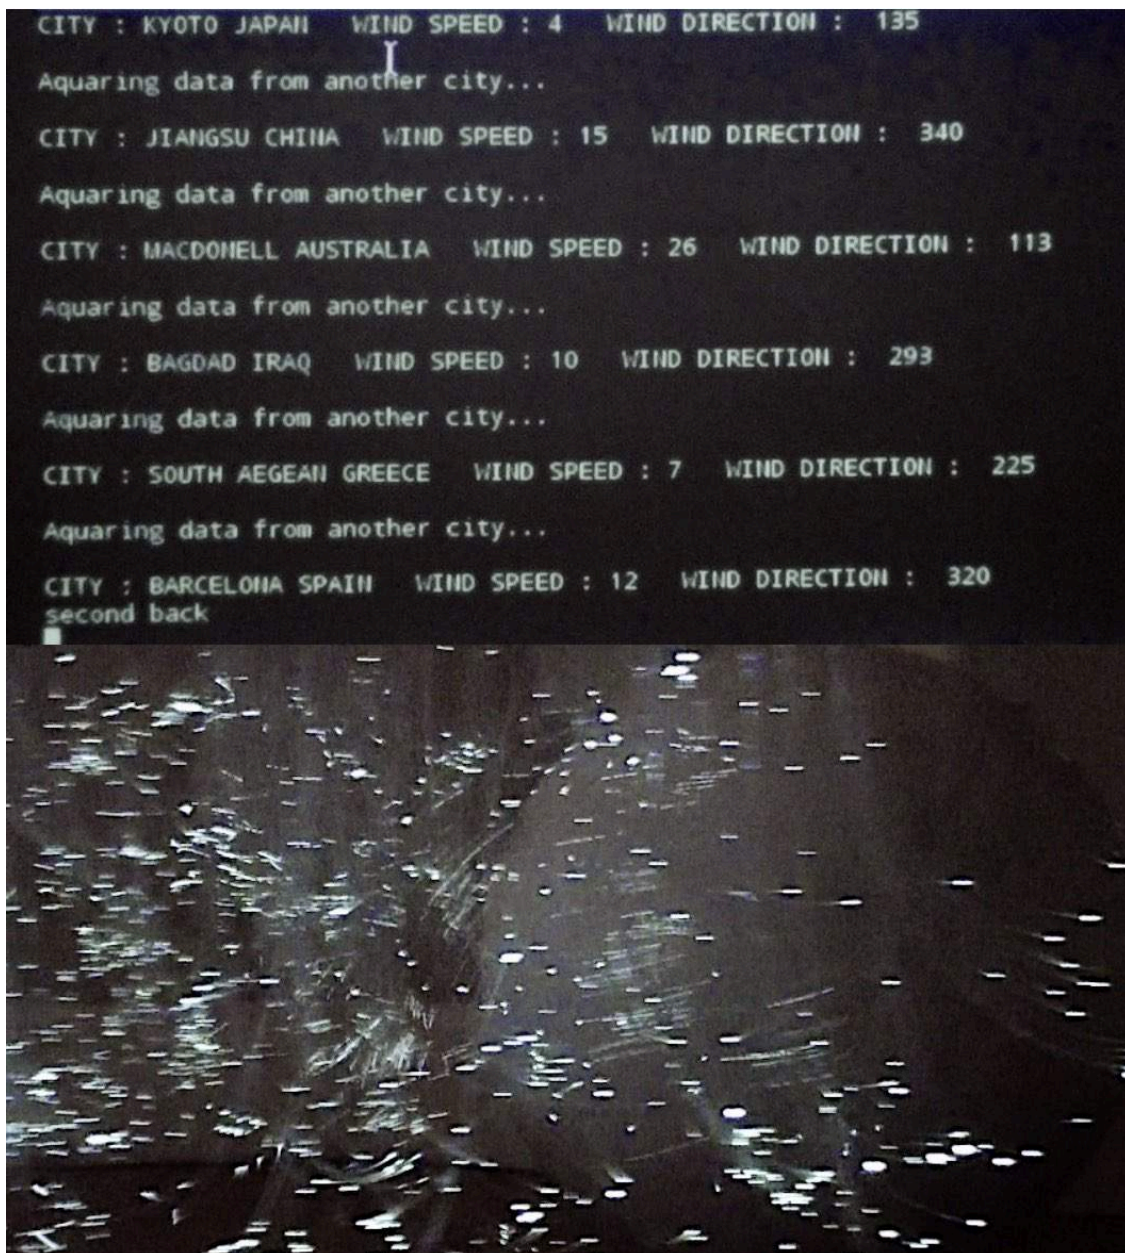 CITY : KYOTO JAPAN   WIND SPEED : 4   WIND DIRECTION :  135
Aquaring data from another city...
CITY : JIANGSU CHINA   WIND SPEED : 15   WIND DIRECTION :  340
Aquaring data from another city...
CITY : MACDONELL AUSTRALIA   WIND SPEED : 26   WIND DIRECTION :  113
Aquaring data from another city...
CITY : BAGDAD IRAQ   WIND SPEED : 10   WIND DIRECTION :  293
Aquaring data from another city...
CITY : SOUTH AEGEAN GREECE   WIND SPEED : 7   WIND DIRECTION :  225
Aquaring data from another city...
CITY : BARCELONA SPAIN   WIND SPEED : 12   WIND DIRECTION :  320
second back